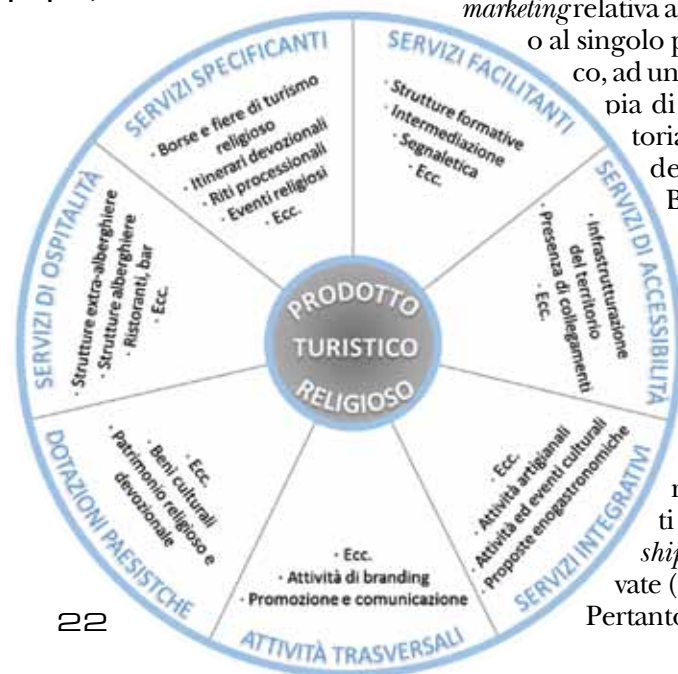 marketing relativa a
o al singolo p
co, ad un
pia di
toria
de
B
ti
ship
vate (
Pertanto
SERVIZI SPECIFICANTI
· Borse e fiere di turismo
religioso
· Itinerari devozionali
· Riti processionali
· Eventi religiosi
· Ecc.
SERVIZI FACILITANTI
· Strutture formative
· Intermediazione
· Segnaletica
· Ecc.
SERVIZI DI ACCESSIBILITÀ
· Infrastrutturazione
del territorio
· Presenza di collegamenti
· Ecc.
SERVIZI INTEGRATIVI
· Ecc.
· Attività artigianali
· Attività ed eventi culturali
· Proposte enogastronomiche
ATTIVITÀ TRASVERSALI
· Ecc.
· Attività di branding
· Promozione e comunicazione
DOTAZIONI PAESISTCHE
· Ecc.
· Beni culturali
· Patrimonio religioso e
devozionale
SERVIZI DI OSPITALITÀ
· Strutture extra-alberghiere
· Strutture alberghiere
· Ristoranti, bar
· Ecc.
PRODOTTO
TURISTICO
RELIGIOSO
22